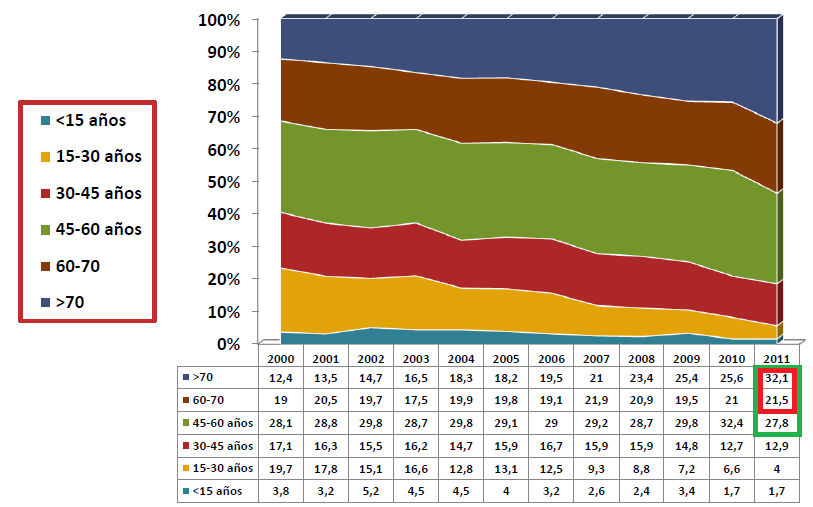 100%
90%
80%
70%
60%
50%
40%
30%
20%
10%
0%
<15 años
15-30 años
30-45 años
45-60 años
60-70
>70
2000 2001 2002 2003 2004 2005 2006 2007 2008 2009 2010 2011
>70 12,4 13,5 14,7 16,5 18,3 18,2 19,5 21 23,4 25,4 25,6 32,1
60-70 19 20,5 19,7 17,5 19,9 19,8 19,1 21,9 20,9 19,5 21 21,5
45-60 años 28,1 28,8 29,8 28,7 29,8 29,1 29 29,2 28,7 29,8 32,4 27,8
30-45 años 17,1 16,3 15,5 16,2 14,7 15,9 16,7 15,9 15,9 14,8 12,7 12,9
15-30 años 19,7 17,8 15,1 16,6 12,8 13,1 12,5 9,3 8,8 7,2 6,6 4
<15 años 3,8 3,2 5,2 4,5 4,5 4 3,2 2,6 2,4 3,4 1,7 1,7